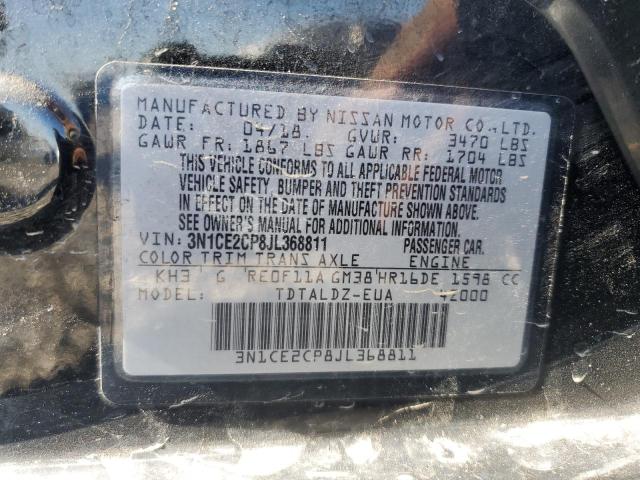 MANUFACTURED BY NISSAN MOTOR CO.,LTD.
DATE: 04/18 GVWR: 3470 LBS
GAWR FR: 1867 LBS GAWR RR: 1704 LBS
THIS VEHICLE CONFORMS TO ALL APPLICABLE FEDERAL MOTOR
VEHICLE SAFETY, BUMPER AND THEFT PREVENTION STANDARDS
IN EFFECT ON THE DATE OF MANUFACTURE SHOWN ABOVE.
SEE OWNER'S MANUAL FOR ADDITIONAL INFORMATION.
VIN: 3N1CE2CP8JL368811 PASSENGER CAR.
COLOR TRIM TRANS AXLE ENGINE
KH3 G RE0F11A GM38 HR16DE 1598 CC
MODEL: TDTALDZ-EUA 42000
3N1CE2CP8JL368811